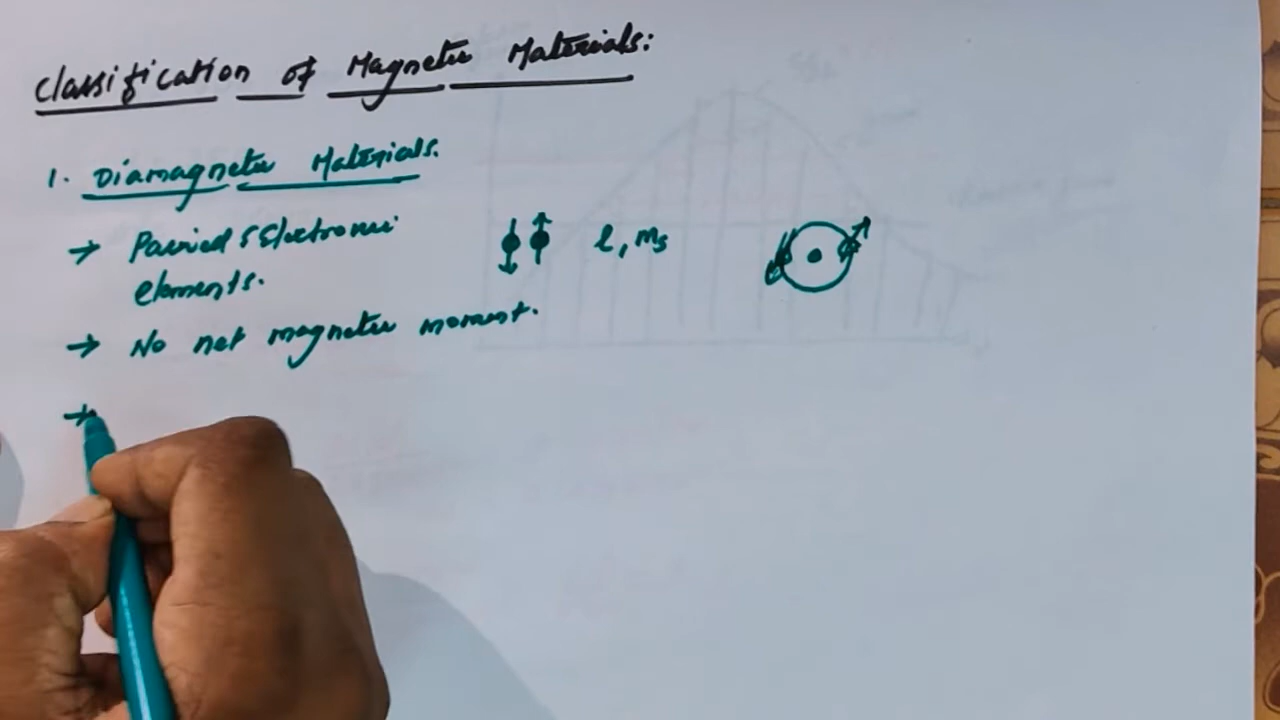 Classification of Magnetic Materials:
1. Diamagnetic Materials.
→ Paired Electronic l, ms
elements.
→ No net magnetic moment.
→